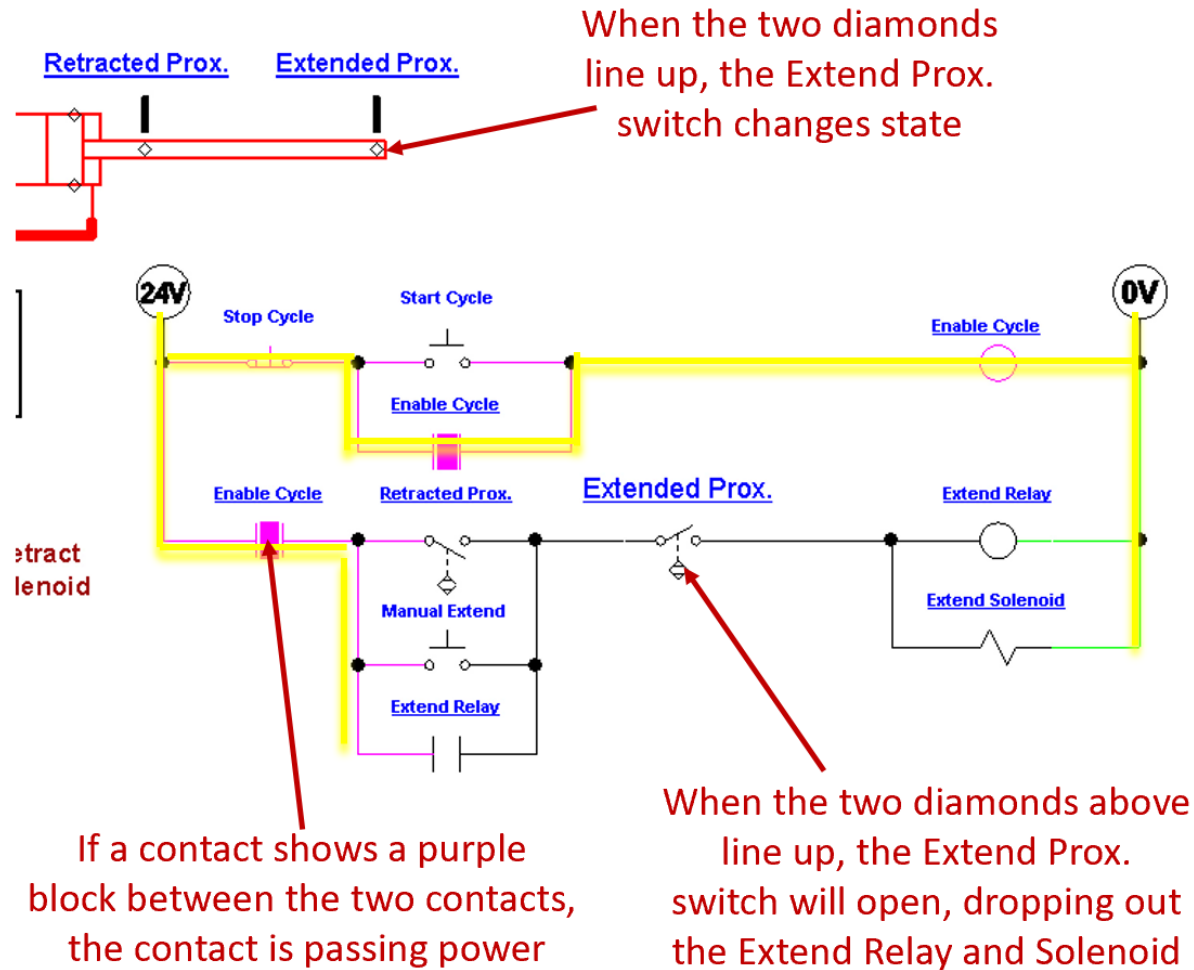 When the two diamonds
line up, the Extend Prox.
switch changes state
Retracted Prox.
Extended Prox.
24V
0V
Stop Cycle
Start Cycle
Enable Cycle
Enable Cycle
Enable Cycle
Retracted Prox.
Extended Prox.
Extend Relay
etract
lenoid
Manual Extend
Extend Solenoid
Extend Relay
If a contact shows a purple
block between the two contacts,
the contact is passing power
When the two diamonds above
line up, the Extend Prox.
switch will open, dropping out
the Extend Relay and Solenoid